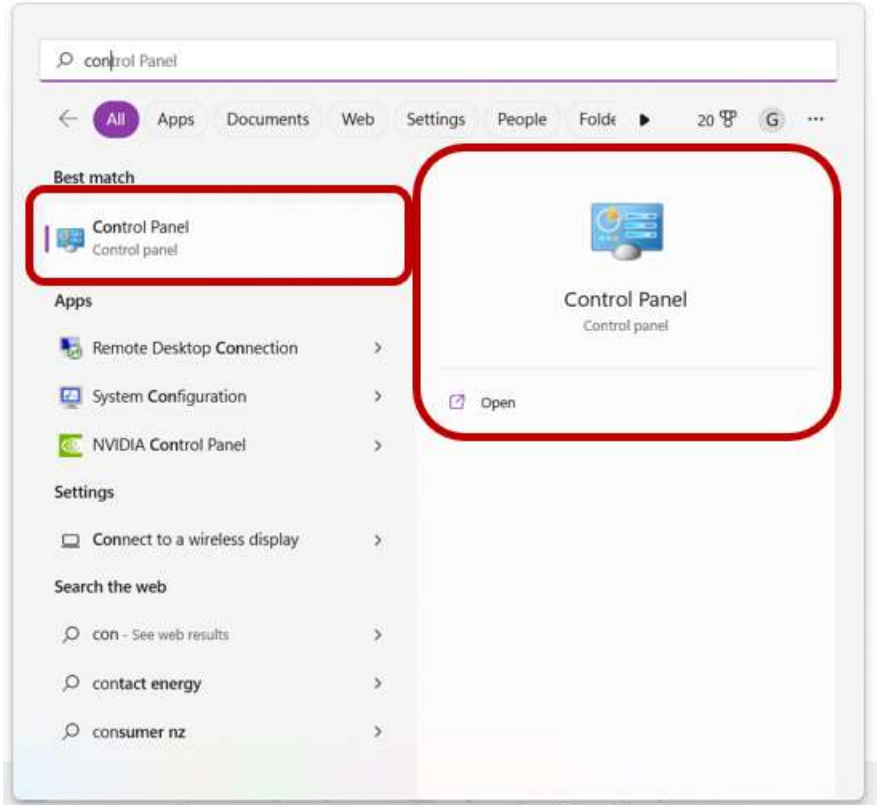 control Panel
All Apps Documents Web Settings People Folde 20 G
Best match
Control Panel
Control panel
Apps
Remote Desktop Connection
System Configuration
NVIDIA Control Panel
Settings
Connect to a wireless display
Search the web
con - See web results
contact energy
consumer nz
Control Panel
Control panel
Open